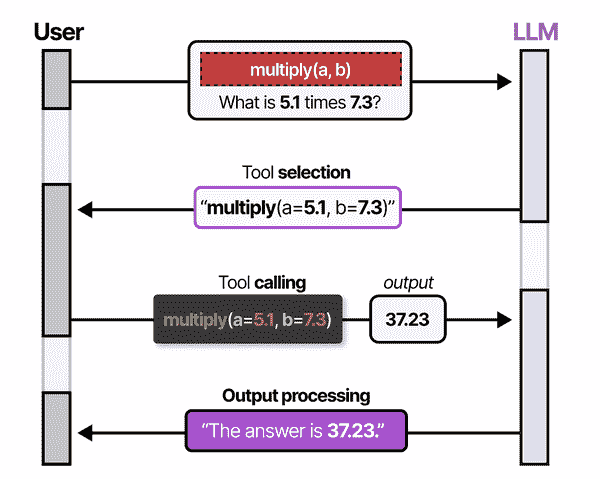 User
LLM
multiply(a, b)
What is 5.1 times 7.3?
Tool selection
“multiply(a=5.1, b=7.3)”
Tool calling
output
multiply(a=5.1, b=7.3)
37.23
Output processing
“The answer is 37.23.”